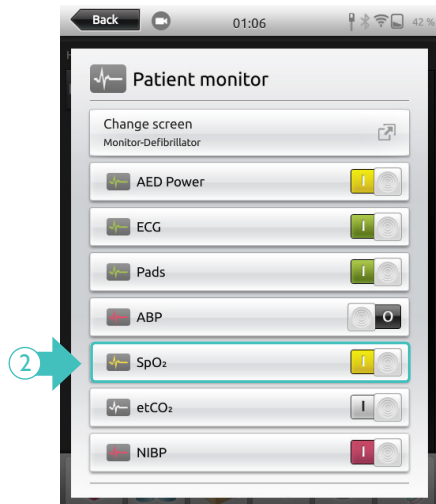 Back
01:06
42 %
Patient monitor
Change screen
Monitor-Defibrillator
AED Power
I
ECG
I
Pads
I
ABP
O
2
SpO₂
I
etCO₂
I
NIBP
I